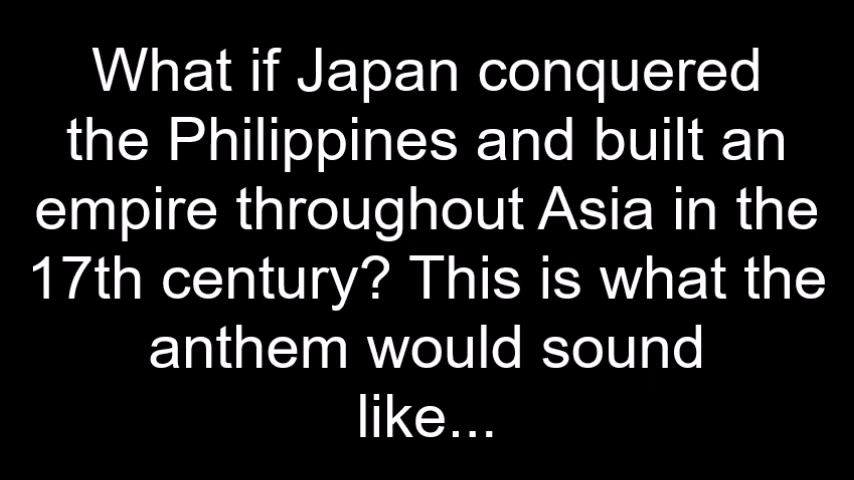 What if Japan conquered
the Philippines and built an
empire throughout Asia in the
17th century? This is what the
anthem would sound
like...